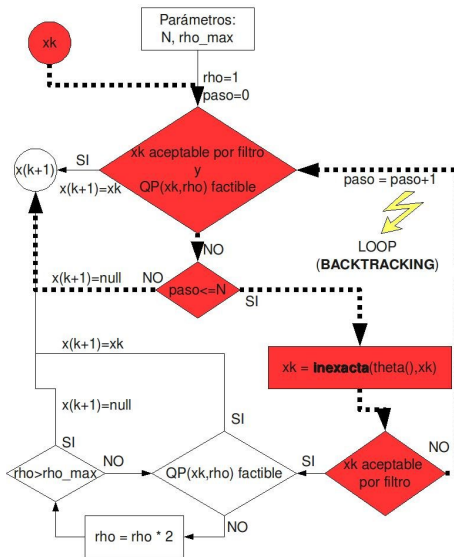 Parámetros:
N, rho_max
xk
rho=1
paso=0
xk aceptable por filtro
y
QP(xk,rho) factible
SI
x(k+1)
x(k+1)=xk
paso = paso+1
LOOP
(BACKTRACKING)
NO
x(k+1)=null
NO
paso<=N
SI
x(k+1)=xk
xk = Inexacta(theta(),xk)
x(k+1)=null
SI
SI
NO
rho>rho_max
NO
QP(xk,rho) factible
SI
xk aceptable
por filtro
NO
rho = rho * 2